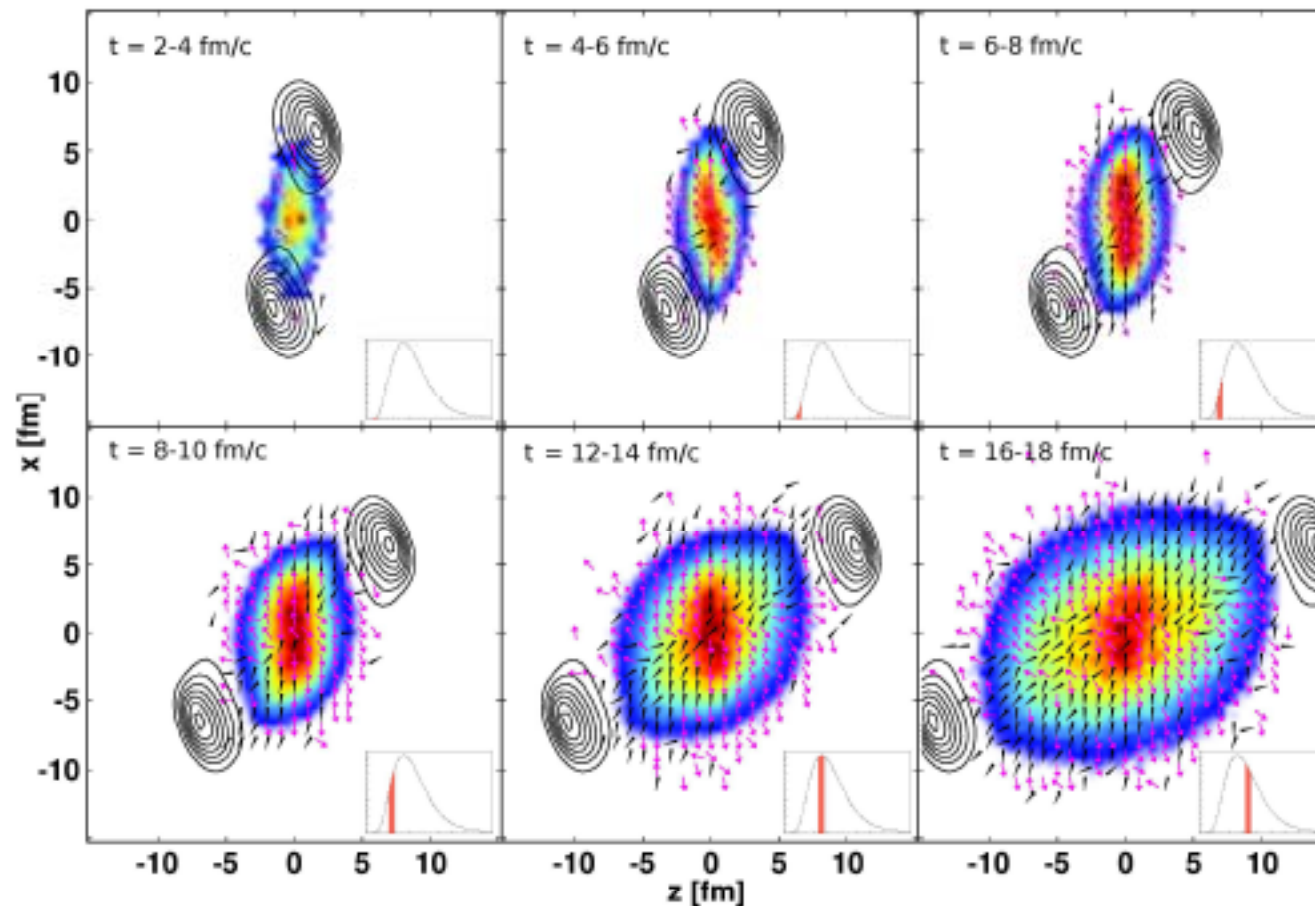 t = 2-4 fm/c
t = 4-6 fm/c
t = 6-8 fm/c
10
5
0
-5
-10
x [fm]
t = 8-10 fm/c
t = 12-14 fm/c
t = 16-18 fm/c
10
5
0
-5
-10
-10 -5 0 5 10
-10 -5 0 5 10
-10 -5 0 5 10
z [fm]